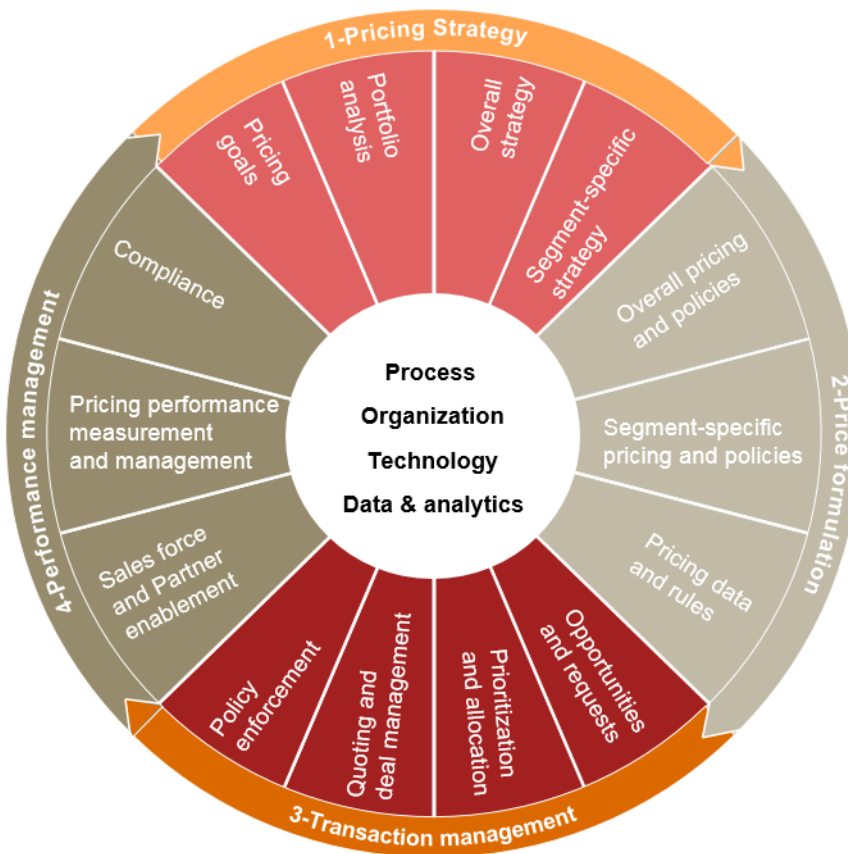 1-Pricing Strategy
Pricing
goals
Portfolio
analysis
Overall
strategy
Segment-specific
strategy
2-Price formulation
Overall pricing
and policies
Segment-specific
pricing and policies
Pricing data
and rules
3-Transaction management
Opportunities
and requests
Prioritization
and allocation
Quoting and
deal management
Policy
enforcement
4-Performance management
Sales force
and Partner
enablement
Pricing performance
measurement
and management
Compliance
Process
Organization
Technology
Data & analytics